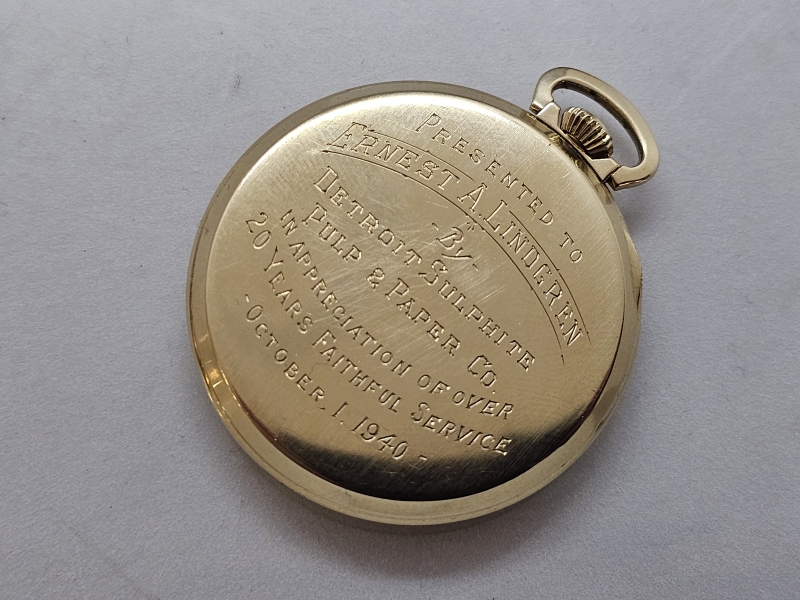 PRESENTED TO
ERNEST A. LINDGREN
-By-
DETROIT SULPHITE
PULP & PAPER CO.
IN APPRECIATION OF OVER
20 YEARS FAITHFUL SERVICE
-OCTOBER, 1, 1940-